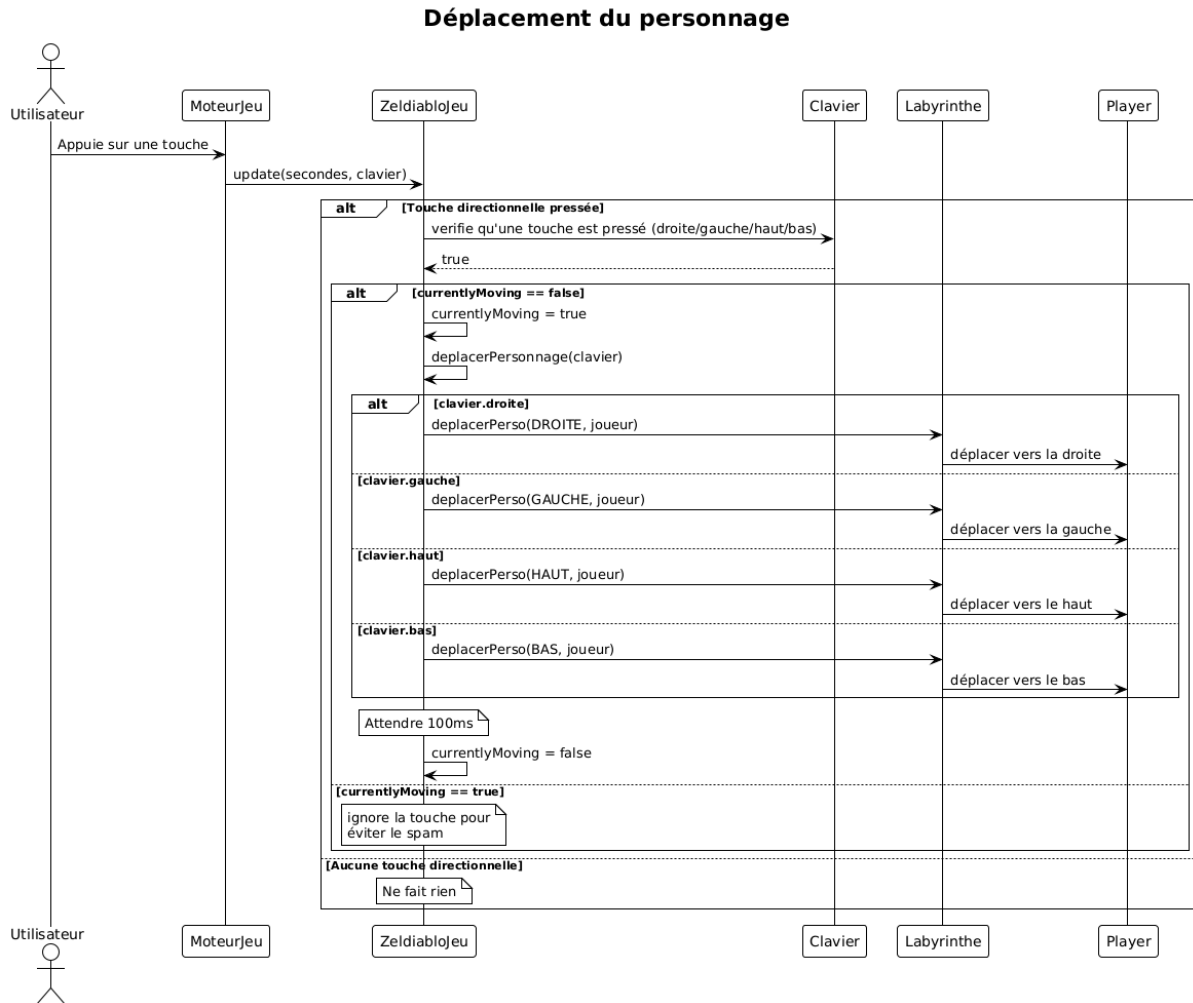 Déplacement du personnage
Utilisateur
MoteurJeu
ZeldiabloJeu
Clavier
Labyrinthe
Player
Appuie sur une touche
update(secondes, clavier)
alt [Touche directionnelle pressée]
verifie qu'une touche est pressé (droite/gauche/haut/bas)
true
alt [currentlyMoving == false]
currentlyMoving = true
deplacerPersonnage(clavier)
alt [clavier.droite]
deplacerPerso(DROITE, joueur)
déplacer vers la droite
[clavier.gauche]
deplacerPerso(GAUCHE, joueur)
déplacer vers la gauche
[clavier.haut]
deplacerPerso(HAUT, joueur)
déplacer vers le haut
[clavier.bas]
deplacerPerso(BAS, joueur)
déplacer vers le bas
Attendre 100ms
currentlyMoving = false
[currentlyMoving == true]
ignore la touche pour
éviter le spam
[Aucune touche directionnelle]
Ne fait rien
Utilisateur
MoteurJeu
ZeldiabloJeu
Clavier
Labyrinthe
Player